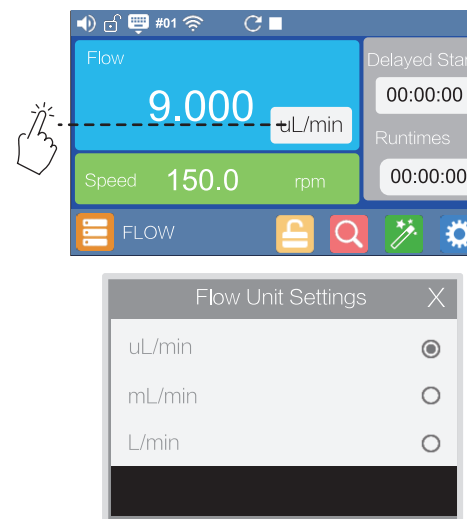 #01
Flow
9.000 uL/min
Speed 150.0 rpm
Delayed Star
00:00:00
Runtimes
00:00:00
FLOW
Flow Unit Settings X
uL/min
mL/min
L/min